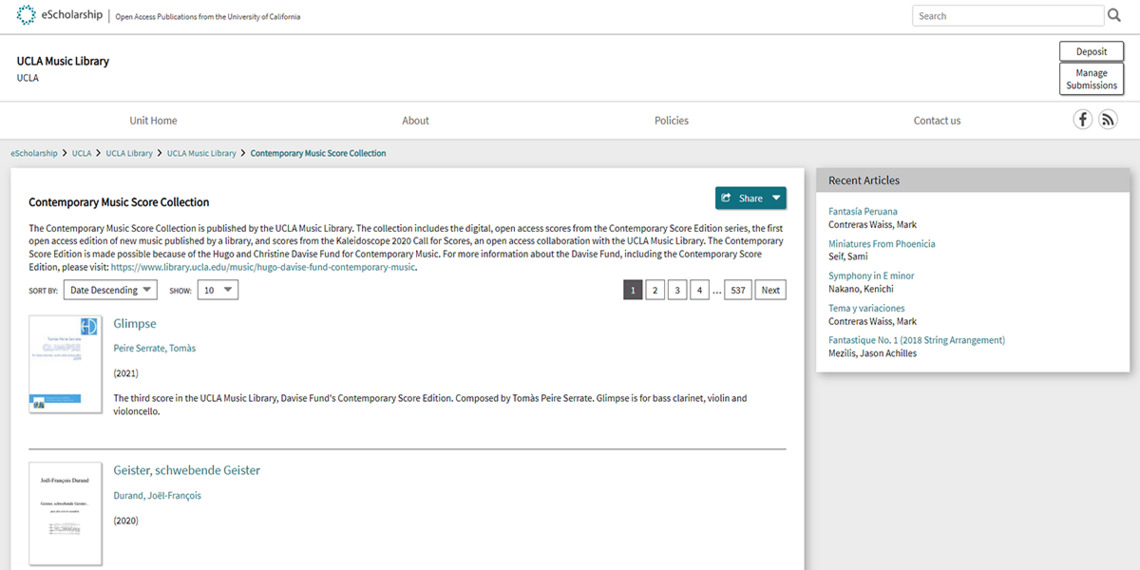 eScholarship | Open Access Publications from the University of California
Search
UCLA Music Library
UCLA
Deposit
Manage
Submissions
Unit Home
About
Policies
Contact us
eScholarship > UCLA > UCLA Library > UCLA Music Library > Contemporary Music Score Collection
Contemporary Music Score Collection
Share
The Contemporary Music Score Collection is published by the UCLA Music Library. The collection includes the digital, open access scores from the Contemporary Score Edition series, the first
open access edition of new music published by a library, and scores from the Kaleidoscope 2020 Call for Scores, an open access collaboration with the UCLA Music Library. The Contemporary
Score Edition is made possible because of the Hugo and Christine Davise Fund for Contemporary Music. For more information about the Davise Fund, including the Contemporary Score
Edition, please visit: https://www.library.ucla.edu/music/hugo-davise-fund-contemporary-music.
SORT BY: Date Descending SHOW: 10
1 2 3 4 ... 537 Next
Tomàs Peire Serrate
GLIMPSE
Glimpse
Peire Serrate, Tomàs
(2021)
The third score in the UCLA Music Library, Davise Fund's Contemporary Score Edition. Composed by Tomàs Peire Serrate. Glimpse is for bass clarinet, violin and
violoncello.
Joël-François Durand
Geister, schwebende Geister...
Geister, schwebende Geister
Durand, Joël-François
(2020)
Recent Articles
Fantasía Peruana
Contreras Waiss, Mark
Miniatures From Phoenicia
Seif, Sami
Symphony in E minor
Nakano, Kenichi
Tema y variaciones
Contreras Waiss, Mark
Fantastique No. 1 (2018 String Arrangement)
Mezilis, Jason Achilles